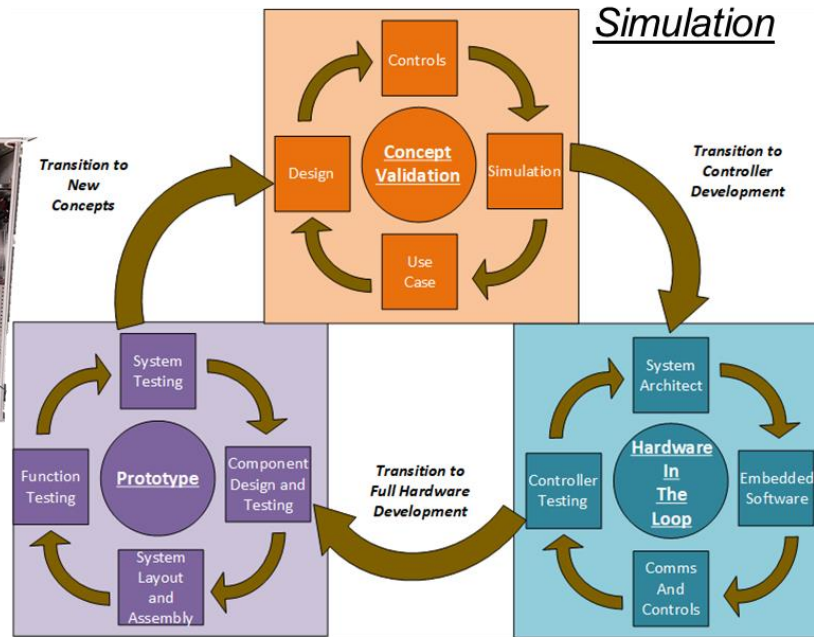 Simulation
Controls
Transition to
New
Concepts
Design
Concept
Validation
Simulation
Transition to
Controller
Development
Use
Case
System
Testing
Function
Testing
Prototype
Component
Design and
Testing
System
Layout
and
Assembly
Transition to
Full Hardware
Development
System
Architect
Controller
Testing
Hardware
In
The
Loop
Embedded
Software
Comms
And
Controls